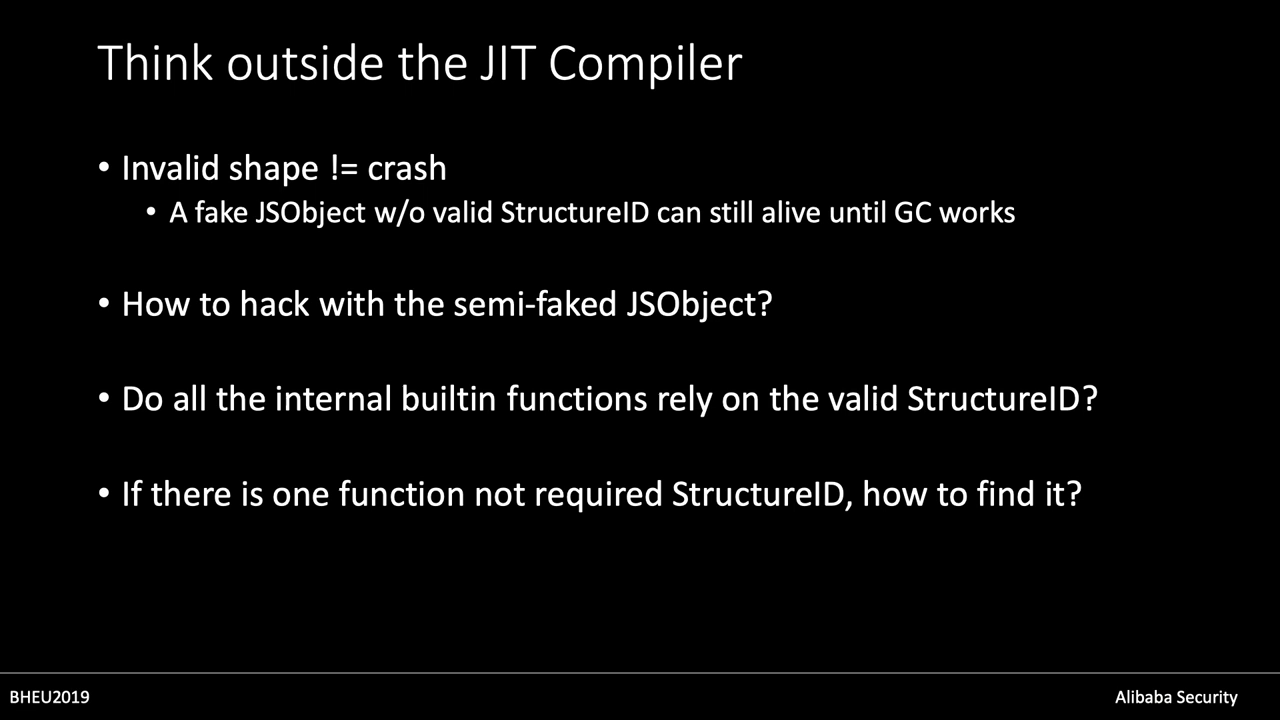 Think outside the JIT Compiler
• Invalid shape != crash
• A fake JSObject w/o valid StructureID can still alive until GC works
• How to hack with the semi-faked JSObject?
• Do all the internal builtin functions rely on the valid StructureID?
• If there is one function not required StructureID, how to find it?
BHEU2019
Alibaba Security